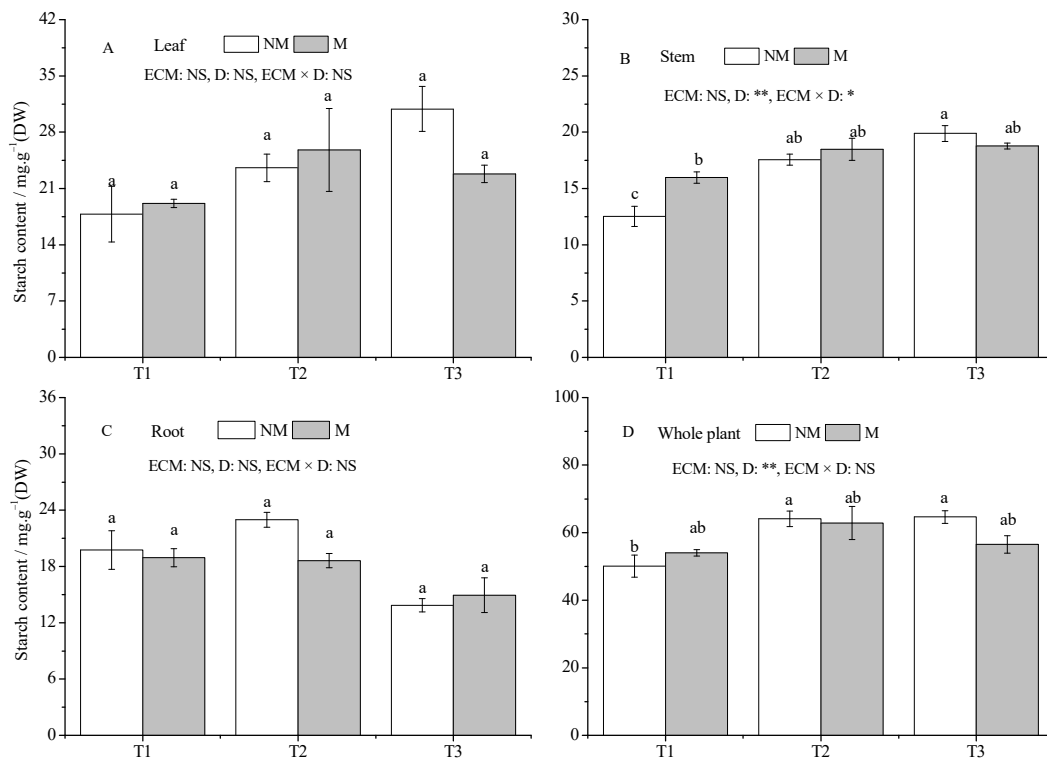 A Leaf NM M
ECM: NS, D: NS, ECM × D: NS
Starch content / mg.g⁻¹(DW)
42
35
28
21
14
7
0
a a a a a a
T1 T2 T3
B Stem NM M
ECM: NS, D: **, ECM × D: *
30
25
20
15
10
5
0
c b ab ab a ab
T1 T2 T3
C Root NM M
ECM: NS, D: NS, ECM × D: NS
Starch content / mg.g⁻¹(DW)
36
30
24
18
12
6
0
a a a a a a
T1 T2 T3
D Whole plant NM M
ECM: NS, D: **, ECM × D: NS
100
80
60
40
20
0
b ab a ab a ab
T1 T2 T3